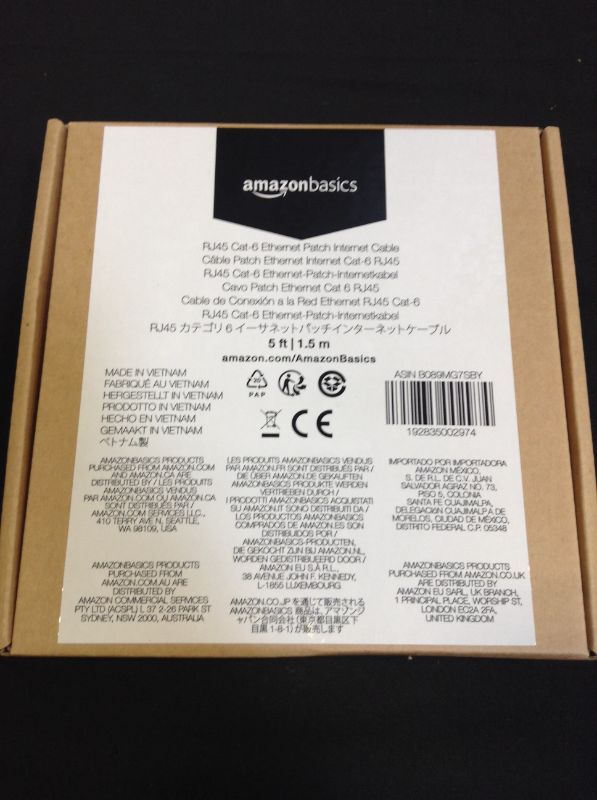 amazonbasics
RJ45 Cat-6 Ethernet Patch Internet Cable
Câble Patch Ethernet Internet Cat-6 RJ45
RJ45 Cat-6 Ethernet-Patch-Internetkabel
Cavo Patch Ethernet Cat 6 RJ45
Cable de Conexión a la Red Ethernet RJ45 Cat-6
RJ45 Cat-6 Ethernet-Patch-Internetkabel
RJ45 カテゴリ 6 イーサネットパッチインターネットケーブル
5 ft | 1.5 m
amazon.com/AmazonBasics
MADE IN VIETNAM
FABRIQUÉ AU VIETNAM
HERGESTELLT IN VIETNAM
PRODOTTO IN VIETNAM
HECHO EN VIETNAM
GEMAAKT IN VIETNAM
ベトナム製
20
PAP
CE
ASIN B089MG7SBY
192835002974
AMAZONBASICS PRODUCTS
PURCHASED FROM AMAZON.COM
AND AMAZON.CA ARE
DISTRIBUTED BY / LES PRODUITS
AMAZONBASICS VENDUS
PAR AMAZON.COM OU AMAZON.CA
SONT DISTRIBUÉS PAR /
AMAZON.COM SERVICES LLC.,
410 TERRY AVE N, SEATTLE,
WA 98109, USA
LES PRODUITS AMAZONBASICS VENDUS
PAR AMAZON.FR SONT DISTRIBUÉS PAR /
DIE ÜBER AMAZON.DE GEKAUFTEN
AMAZONBASICS PRODUKTE WERDEN
VERTRIEBEN DURCH /
I PRODOTTI AMAZONBASICS ACQUISTATI
SU AMAZON.IT SONO DISTRIBUITI DA /
LOS PRODUCTOS AMAZONBASICS
COMPRADOS DE AMAZON.ES SON
DISTRIBUIDOS POR /
AMAZONBASICS-PRODUCTEN,
DIE GEKOCHT ZIJN BIJ AMAZON.NL,
WORDEN GEDISTRIBUEERD DOOR /
AMAZON EU S.À R.L.,
38 AVENUE JOHN F. KENNEDY,
L-1855 LUXEMBOURG
IMPORTADO POR IMPORTADORA
AMAZON MÉXICO,
S. DE R.L. DE C.V. JUAN
SALVADOR AGRAZ NO. 73,
PISO 5, COLONIA
SANTA FE CUAJIMALPA,
DELEGACIÓN CUAJIMALPA DE
MORELOS, CIUDAD DE MÉXICO,
DISTRITO FEDERAL C.P. 05348
AMAZONBASICS PRODUCTS
PURCHASED FROM
AMAZON.COM.AU ARE
DISTRIBUTED BY
AMAZON COMMERCIAL SERVICES
PTY LTD (ACSPL) L 37 2-26 PARK ST
SYDNEY, NSW 2000, AUSTRALIA
AMAZON.CO.JP を通じて販売される
AMAZONBASICS 商品は、アマゾンジ
ャパン合同会社(東京都目黒区下
目黒 1-8-1) が販売します
AMAZONBASICS PRODUCTS
PURCHASED FROM AMAZON.CO.UK
ARE DISTRIBUTED BY
AMAZON EU SARL, UK BRANCH,
1 PRINCIPAL PLACE, WORSHIP ST,
LONDON EC2A 2FA,
UNITED KINGDOM